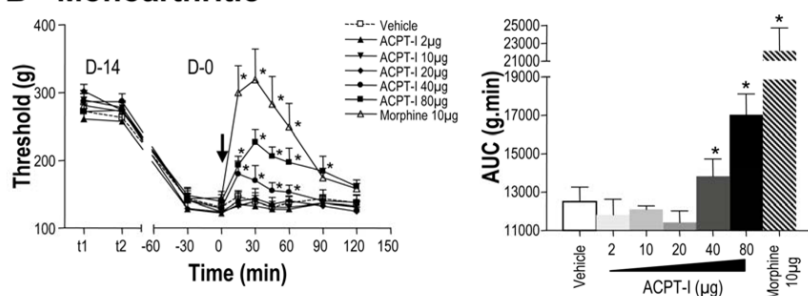 Vehicle
ACPT-I 2µg
ACPT-I 10µg
ACPT-I 20µg
ACPT-I 40µg
ACPT-I 80µg
Morphine 10µg
D-14
D-0
Threshold (g)
400
300
200
100
t1
t2
-60
-30
0
30
60
90
120
150
Time (min)
AUC (g.min)
25000
21000
19000
17000
15000
13000
11000
Vehicle
2
10
20
40
80
Morphine
10µg
ACPT-I (µg)